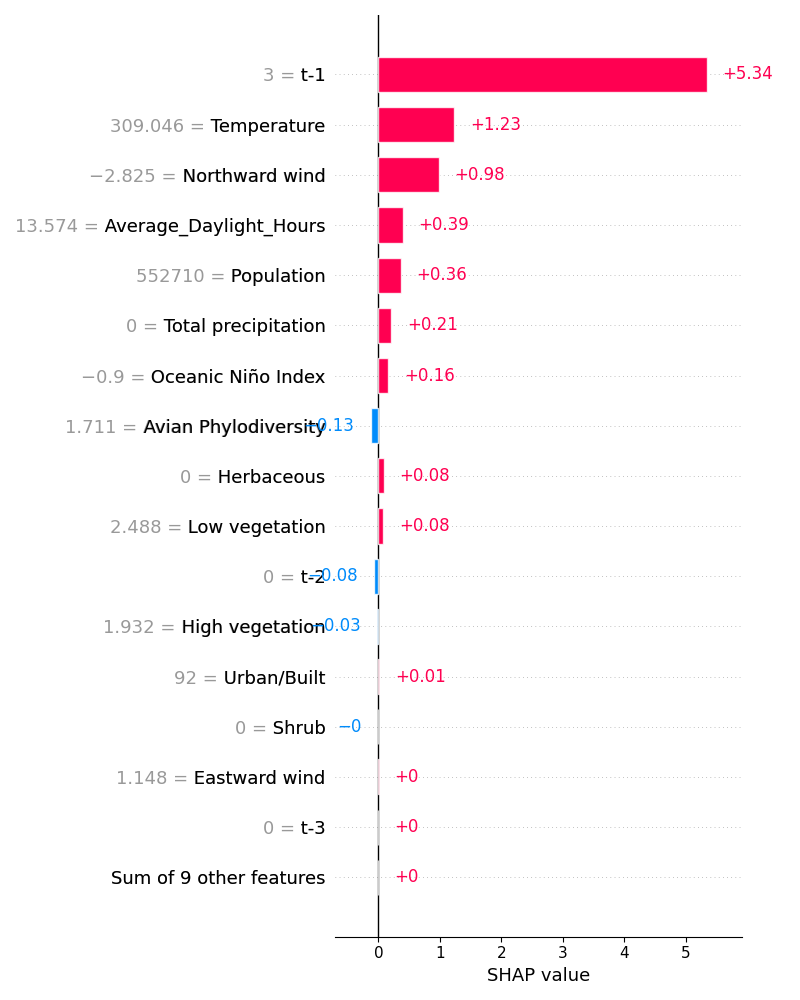 3 = t-1 +5.34
309.046 = Temperature +1.23
−2.825 = Northward wind +0.98
13.574 = Average_Daylight_Hours +0.39
552710 = Population +0.36
0 = Total precipitation +0.21
−0.9 = Oceanic Niño Index +0.16
1.711 = Avian Phylodiversity −0.13
0 = Herbaceous +0.08
2.488 = Low vegetation +0.08
0 = t-2 −0.08
1.932 = High vegetation −0.03
92 = Urban/Built +0.01
0 = Shrub −0
1.148 = Eastward wind +0
0 = t-3 +0
Sum of 9 other features +0
0 1 2 3 4 5
SHAP value